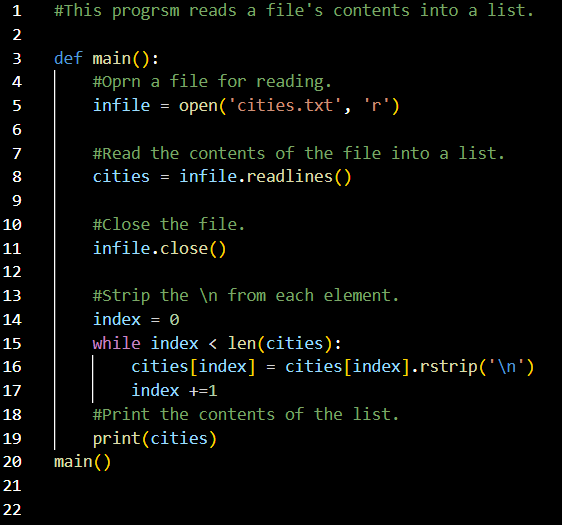 1 #This progrsm reads a file's contents into a list.
2
3 def main():
4     #Oprn a file for reading.
5     infile = open('cities.txt', 'r')
6
7     #Read the contents of the file into a list.
8     cities = infile.readlines()
9
10     #Close the file.
11     infile.close()
12
13     #Strip the \n from each element.
14     index = 0
15     while index < len(cities):
16         cities[index] = cities[index].rstrip('\n')
17         index +=1
18     #Print the contents of the list.
19     print(cities)
20 main()
21
22